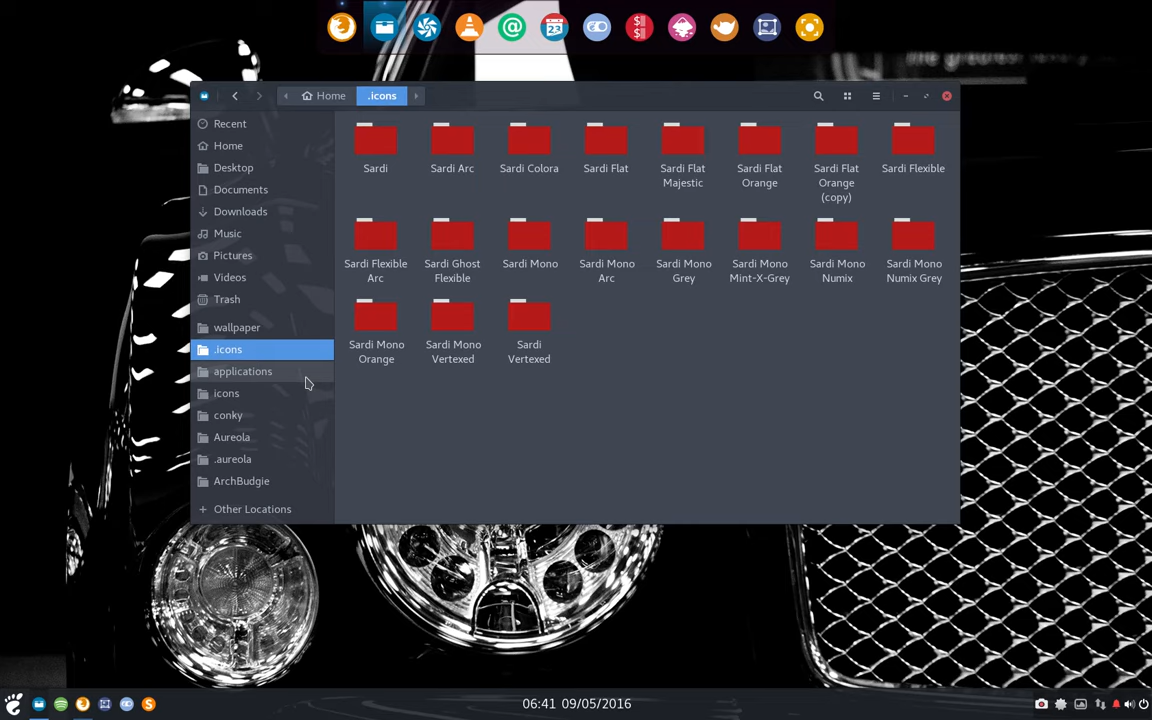 23
$
$
Home
.icons
Recent
Home
Desktop
Documents
Downloads
Music
Pictures
Videos
Trash
wallpaper
.icons
applications
icons
conky
Aureola
.aureola
ArchBudgie
Other Locations
Sardi
Sardi Arc
Sardi Colora
Sardi Flat
Sardi Flat
Majestic
Sardi Flat
Orange
Sardi Flat
Orange
(copy)
Sardi Flexible
Sardi Flexible
Arc
Sardi Ghost
Flexible
Sardi Mono
Sardi Mono
Arc
Sardi Mono
Grey
Sardi Mono
Mint-X-Grey
Sardi Mono
Numix
Sardi Mono
Numix Grey
Sardi Mono
Orange
Sardi Mono
Vertexed
Sardi
Vertexed
06:41 09/05/2016